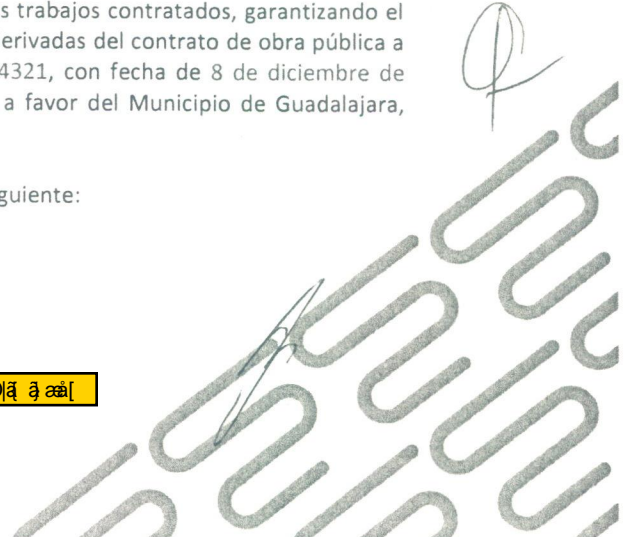 s trabajos contratados, garantizando el
erivadas del contrato de obra pública a
4321, con fecha de 8 de diciembre de
a favor del Municipio de Guadalajara,
guiente: